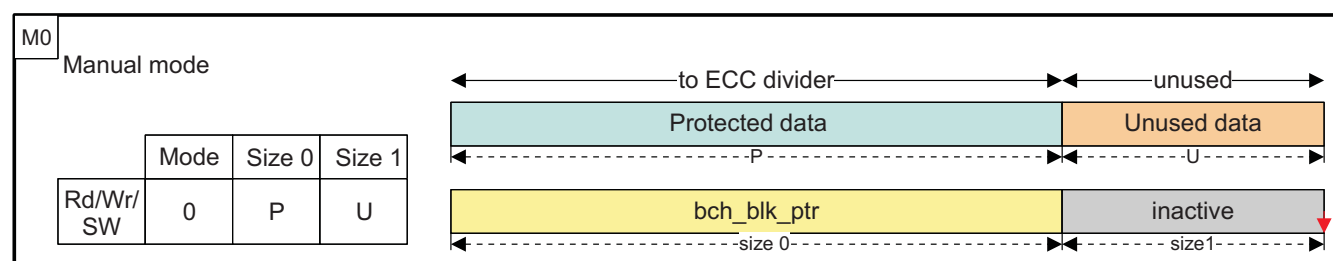 M0
Manual mode
to ECC divider unused
Protected data Unused data
P U
Mode Size 0 Size 1
Rd/Wr/
SW 0 P U
bch_blk_ptr inactive
size 0 size1